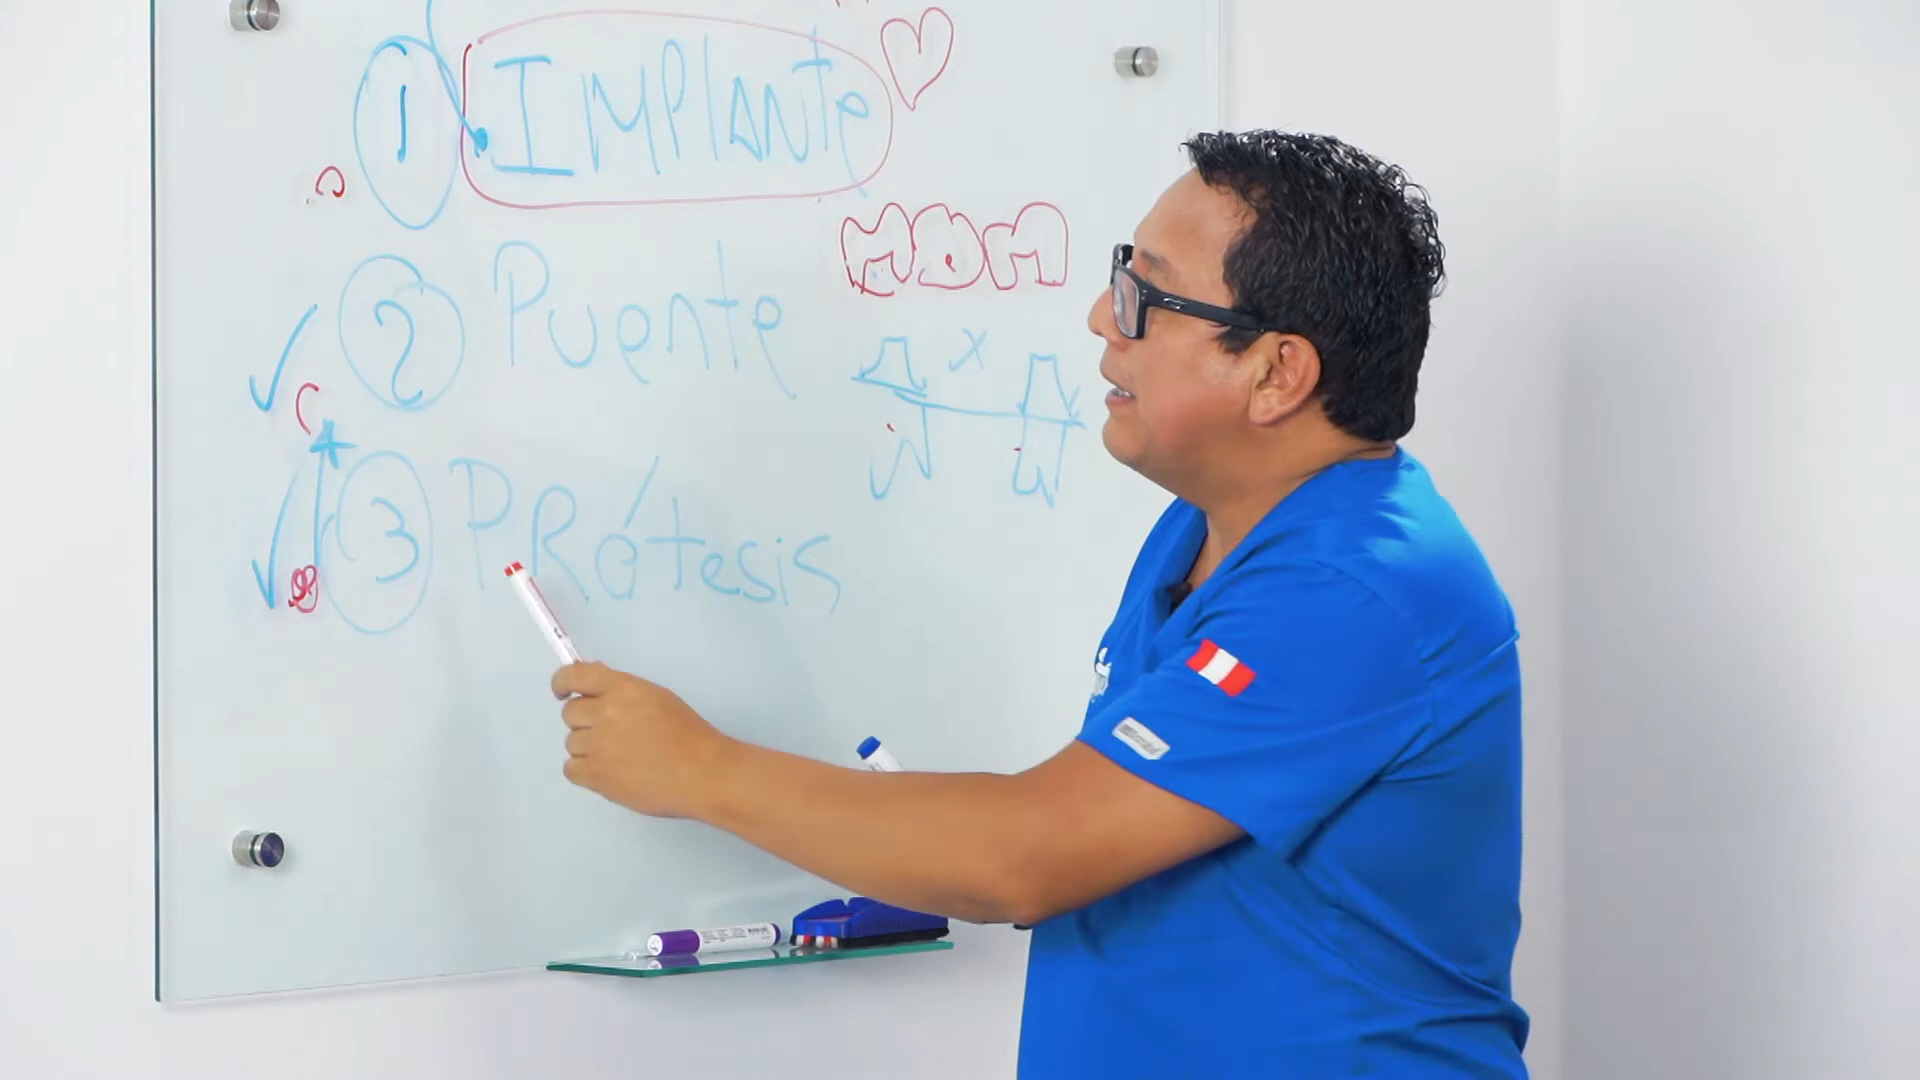 1 IMPlANte
MDM
2 Puente
X
3 PRótesis